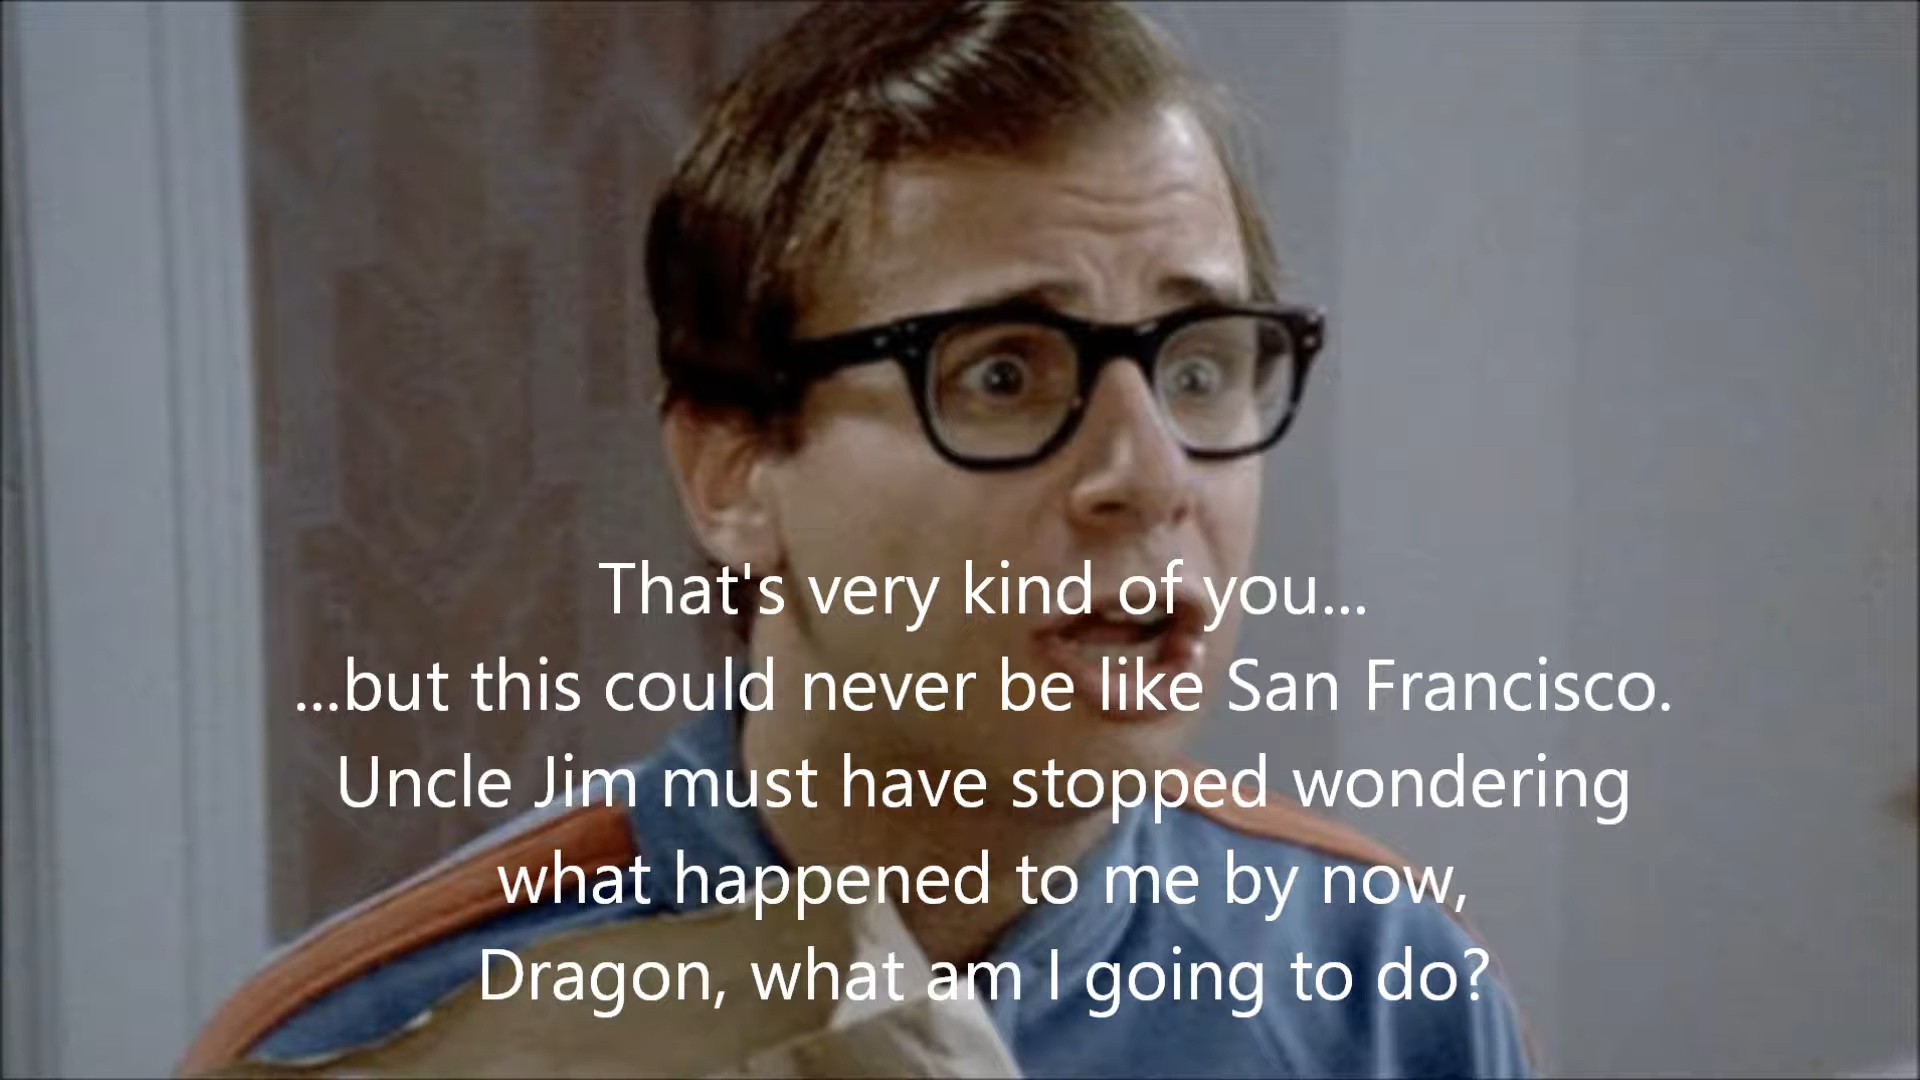 That's very kind of you...
...but this could never be like San Francisco.
Uncle Jim must have stopped wondering
what happened to me by now,
Dragon, what am I going to do?